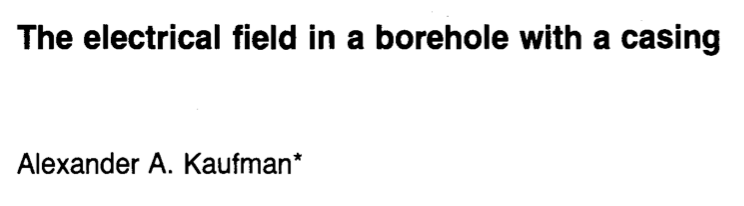 The electrical field in a borehole with a casing
Alexander A. Kaufman*